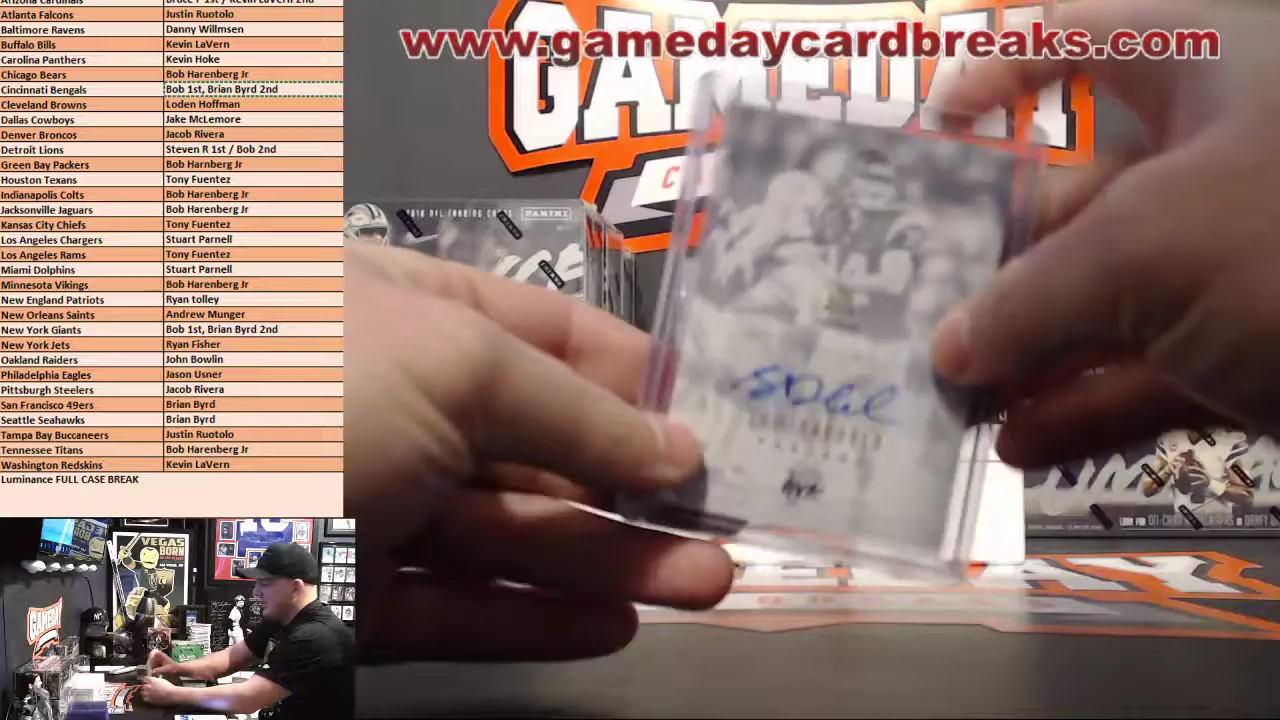 www.gamedaycardbreaks.com
Atlanta Falcons Justin Ruotolo
Baltimore Ravens Danny Willmsen
Buffalo Bills Kevin LaVern
Carolina Panthers Kevin Hoke
Chicago Bears Bob Harenberg Jr
Cincinnati Bengals Bob 1st, Brian Byrd 2nd
Cleveland Browns Loden Hoffman
Dallas Cowboys Jake McLemore
Denver Broncos Jacob Rivera
Detroit Lions Steven R 1st / Bob 2nd
Green Bay Packers Bob Harnberg Jr
Houston Texans Tony Fuentez
Indianapolis Colts Bob Harenberg Jr
Jacksonville Jaguars Bob Harenberg Jr
Kansas City Chiefs Tony Fuentez
Los Angeles Chargers Stuart Parnell
Los Angeles Rams Tony Fuentez
Miami Dolphins Stuart Parnell
Minnesota Vikings Bob Harenberg Jr
New England Patriots Ryan tolley
New Orleans Saints Andrew Munger
New York Giants Bob 1st, Brian Byrd 2nd
New York Jets Ryan Fisher
Oakland Raiders John Bowlin
Philadelphia Eagles Jason Usner
Pittsburgh Steelers Jacob Rivera
San Francisco 49ers Brian Byrd
Seattle Seahawks Brian Byrd
Tampa Bay Buccaneers Justin Ruotolo
Tennessee Titans Bob Harenberg Jr
Washington Redskins Kevin LaVern
Luminance FULL CASE BREAK
GAMEDAY
PANINI
VEGAS
BORN